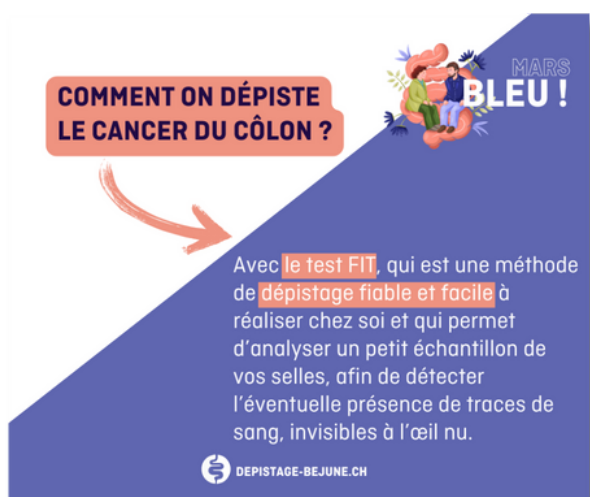 MARS
BLEU !
COMMENT ON DÉPISTE
LE CANCER DU CÔLON ?
Avec le test FIT, qui est une méthode
de dépistage fiable et facile à
réaliser chez soi et qui permet
d'analyser un petit échantillon de
vos selles, afin de détecter
l'éventuelle présence de traces de
sang, invisibles à l'œil nu.
DEPISTAGE-BEJUNE.CH